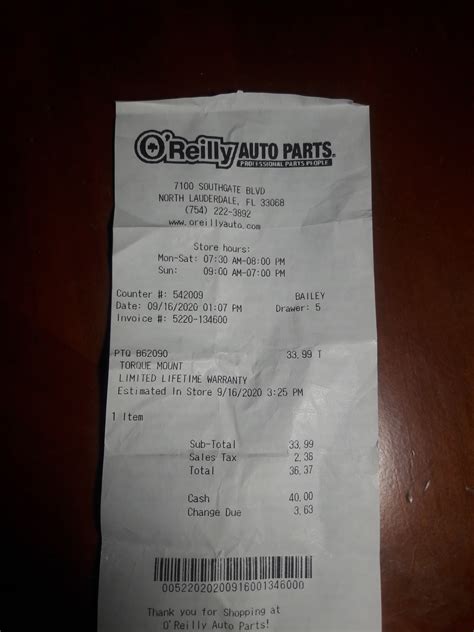 O'Reilly AUTO PARTS
PROFESSIONAL PARTS PEOPLE
7100 SOUTHGATE BLVD
NORTH LAUDERDALE, FL 33068
(754) 222-3892
www.oreillyauto.com
Store hours:
Mon-Sat: 07:30 AM-08:00 PM
Sun: 09:00 AM-07:00 PM
Counter #: 542009 BAILEY
Date: 09/16/2020 01:07 PM Drawer: 5
Invoice #: 5220-134600
PTQ B62090 33.99 T
TORQUE MOUNT
LIMITED LIFETIME WARRANTY
Estimated In Store 9/16/2020 3:25 PM
1 Item
Sub-Total 33.99
Sales Tax 2.38
Total 36.37
Cash 40.00
Change Due 3.63
00522020200916001346000
Thank you for Shopping at
O'Reilly Auto Parts!